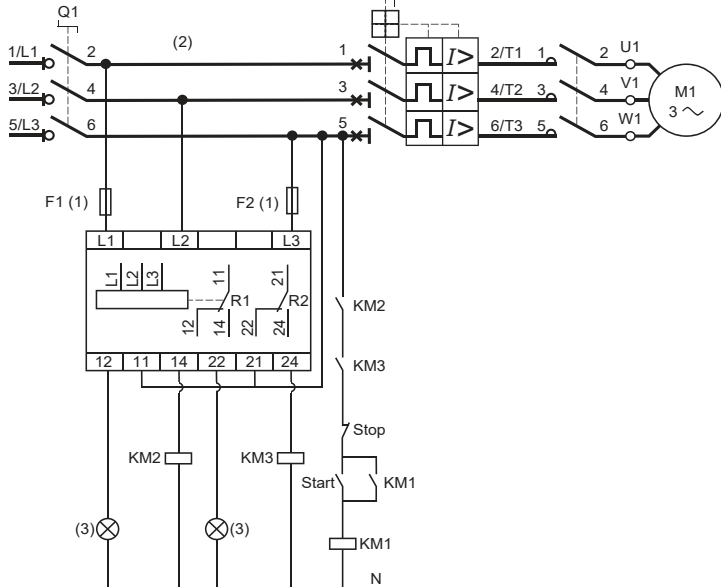 Q1
1/L1 2 (2) 1 I> 2/T1 1 2 U1
3/L2 4 3 I> 4/T2 3 4 V1
M1
3 ~
5/L3 6 5 I> 6/T3 5 6 W1
F1 (1) F2 (1)
L1 L2 L3
L1 L2 L3 11 21
R1 R2
12 14 22 24
12 11 14 22 21 24
KM2
KM3
Stop
KM2 KM3
Start KM1
(3) (3)
KM1
N